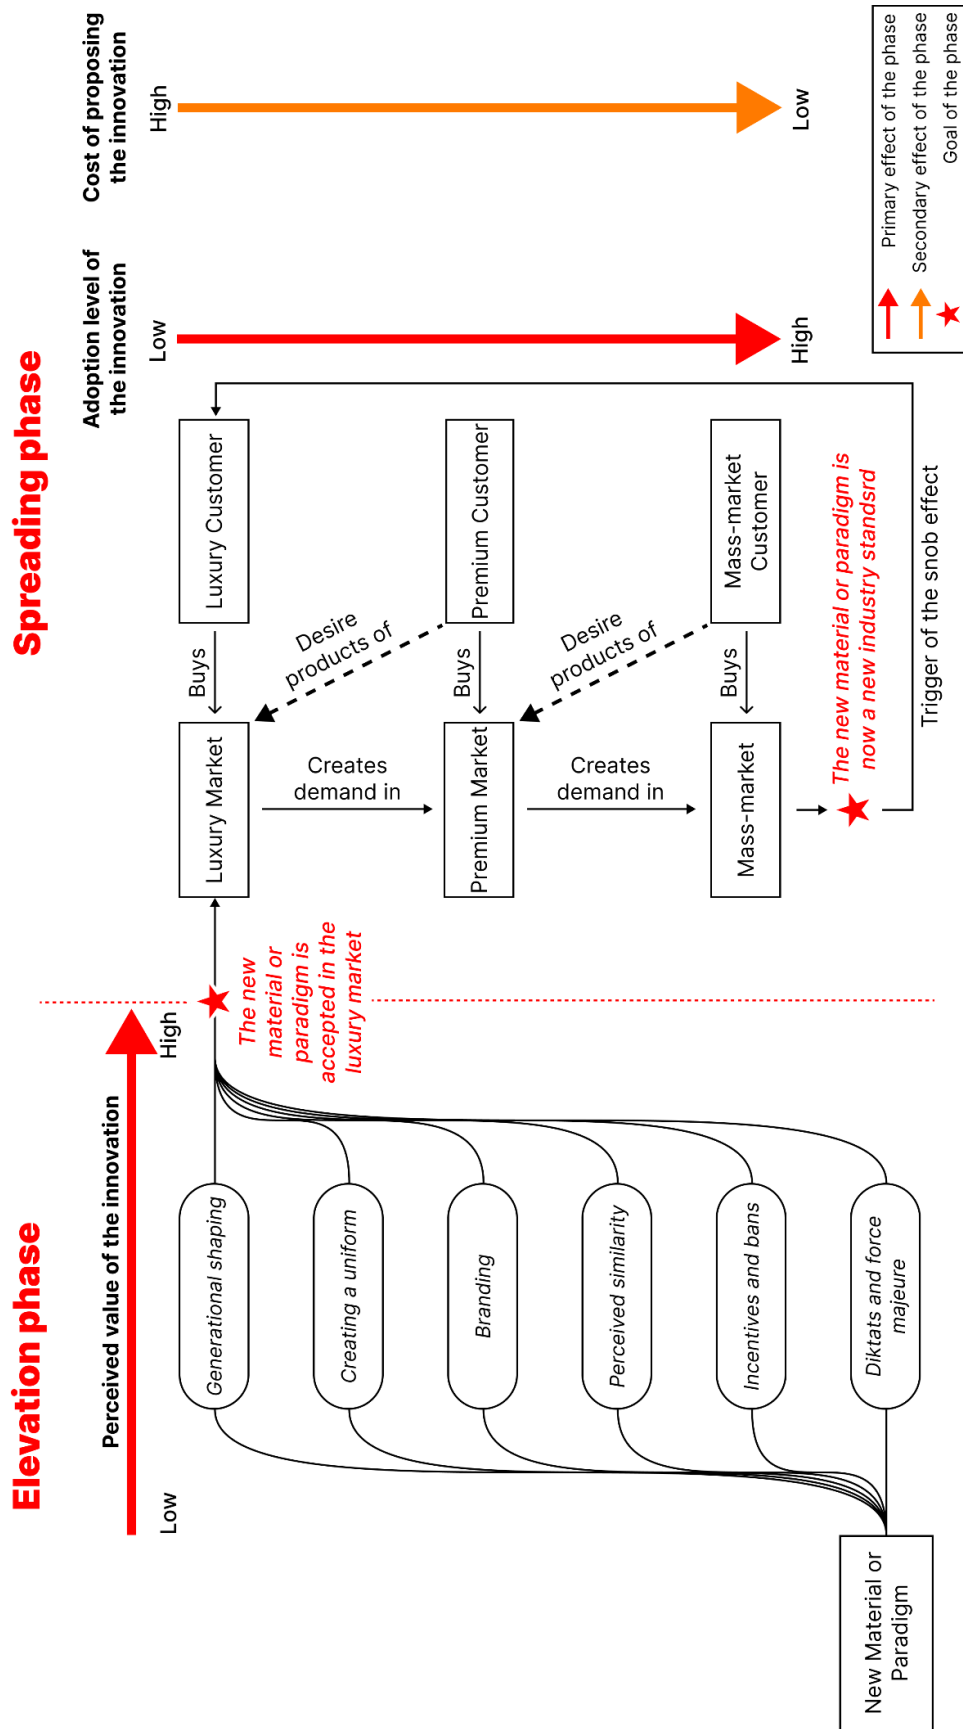 Elevation phase
Spreading phase
Perceived value of the innovation
Low
High
New Material or
Paradigm
Generational shaping
Creating a uniform
Branding
Perceived similarity
Incentives and bans
Diktats and force
majeure
The new
material or
paradigm is
accepted in the
luxury market
Luxury Market
Buys
Luxury Customer
Creates
demand in
Desire
products of
Premium Market
Buys
Premium Customer
Creates
demand in
Desire
products of
Mass-market
Buys
Mass-market
Customer
The new material or paradigm is
now a new industry standsrd
Trigger of the snob effect
Adoption level of
the innovation
Low
High
Cost of proposing
the innovation
High
Low
Primary effect of the phase
Secondary effect of the phase
Goal of the phase